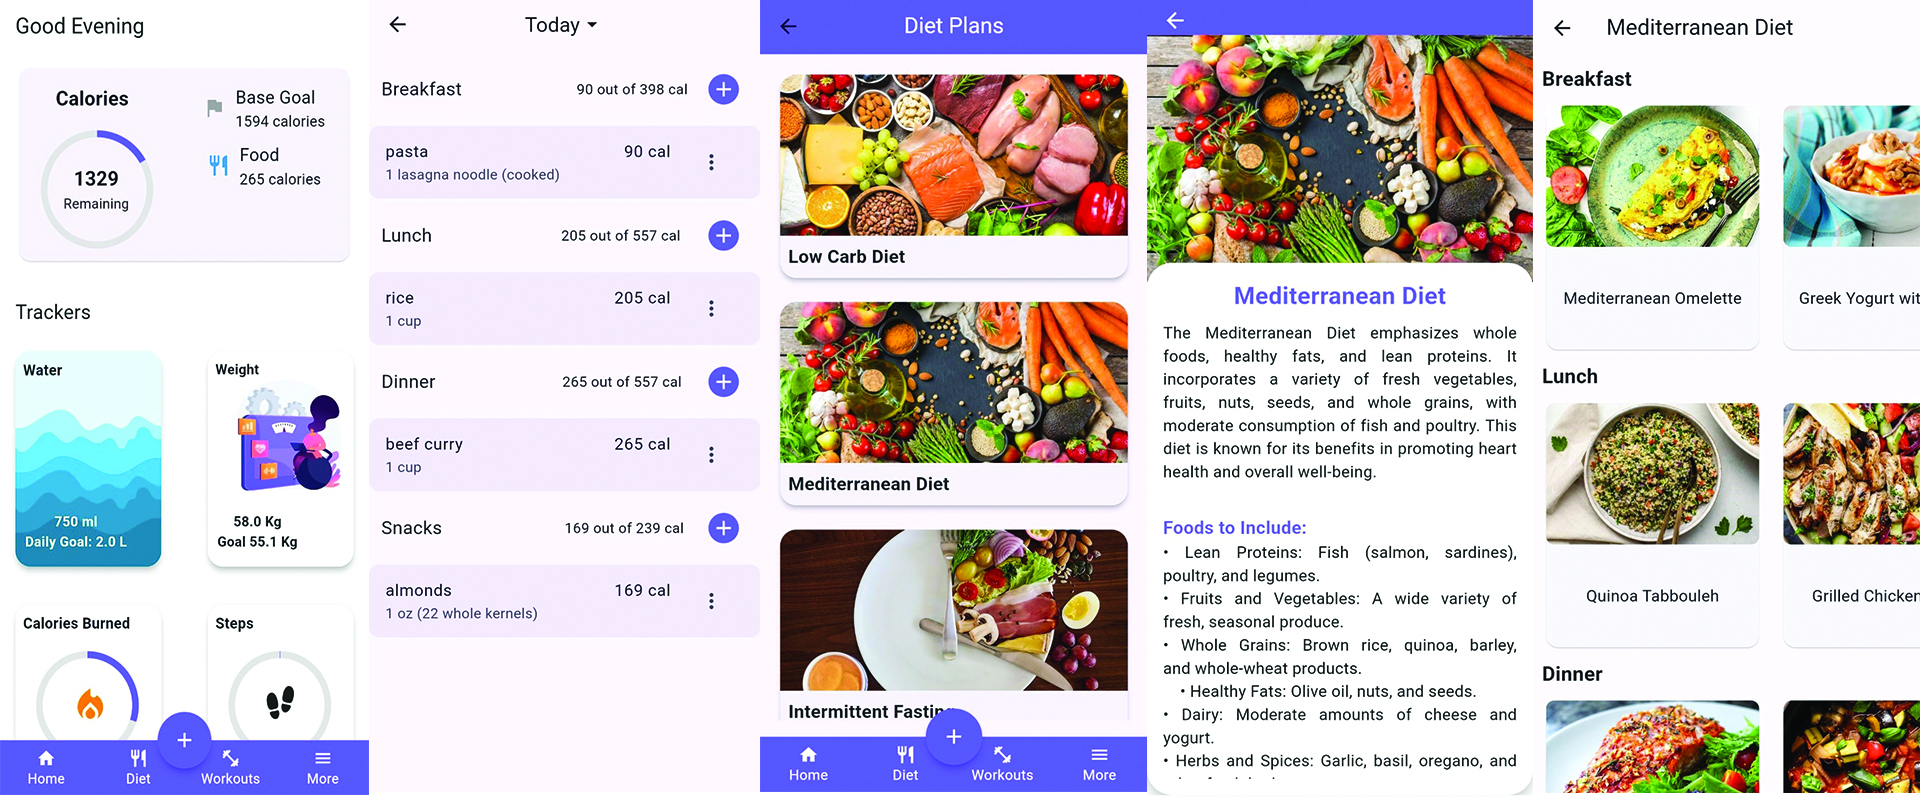 Good Evening
Calories
1329
Remaining
Base Goal
1594 calories
Food
265 calories
Trackers
Water
750 ml
Daily Goal: 2.0 L
Weight
58.0 Kg
Goal 55.1 Kg
Calories Burned
Steps
Home
Diet
Workouts
More
Today
Breakfast
90 out of 398 cal
pasta
90 cal
1 lasagna noodle (cooked)
Lunch
205 out of 557 cal
rice
205 cal
1 cup
Dinner
265 out of 557 cal
beef curry
265 cal
1 cup
Snacks
169 out of 239 cal
almonds
169 cal
1 oz (22 whole kernels)
Diet Plans
Low Carb Diet
Mediterranean Diet
Intermittent Fasting
Home
Diet
Workouts
More
Mediterranean Diet
The Mediterranean Diet emphasizes whole
foods, healthy fats, and lean proteins. It
incorporates a variety of fresh vegetables,
fruits, nuts, seeds, and whole grains, with
moderate consumption of fish and poultry. This
diet is known for its benefits in promoting heart
health and overall well-being.
Foods to Include:
• Lean Proteins: Fish (salmon, sardines),
poultry, and legumes.
• Fruits and Vegetables: A wide variety of
fresh, seasonal produce.
• Whole Grains: Brown rice, quinoa, barley,
and whole-wheat products.
• Healthy Fats: Olive oil, nuts, and seeds.
• Dairy: Moderate amounts of cheese and
yogurt.
• Herbs and Spices: Garlic, basil, oregano, and
Mediterranean Diet
Breakfast
Mediterranean Omelette
Greek Yogurt wit
Lunch
Quinoa Tabbouleh
Grilled Chicken
Dinner